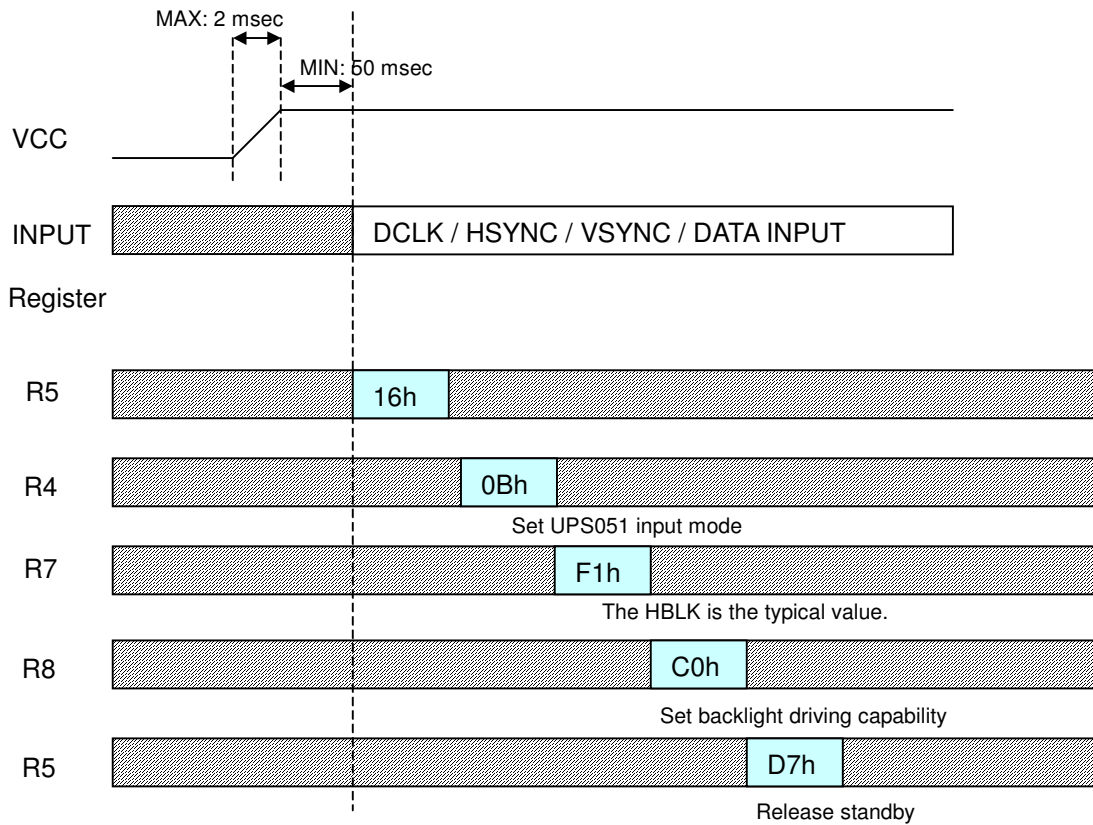 MAX: 2 msec
MIN: 50 msec
VCC
INPUT
DCLK / HSYNC / VSYNC / DATA INPUT
Register
R5
16h
R4
0Bh
Set UPS051 input mode
R7
F1h
The HBLK is the typical value.
R8
C0h
Set backlight driving capability
R5
D7h
Release standby